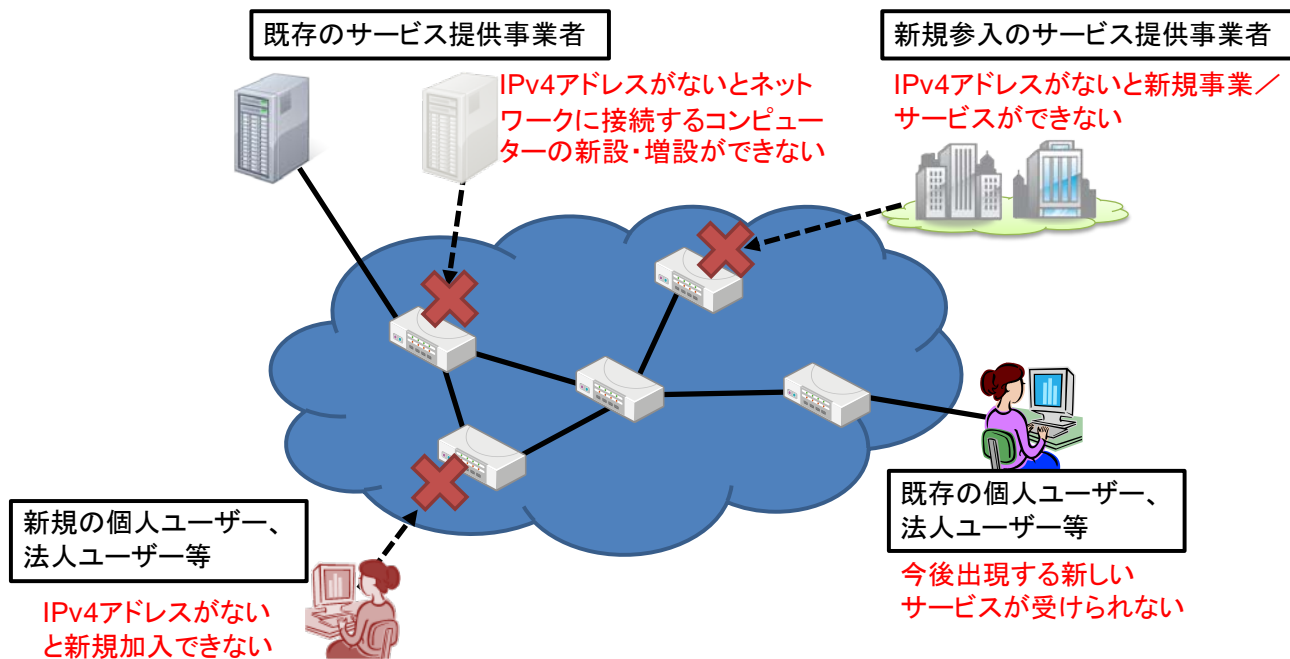 既存のサービス提供事業者
IPv4アドレスがないとネット
ワークに接続するコンピュー
ターの新設・増設ができない
新規参入のサービス提供事業者
IPv4アドレスがないと新規事業／
サービスができない
新規の個人ユーザー、
法人ユーザー等
IPv4アドレスがない
と新規加入できない
既存の個人ユーザー、
法人ユーザー等
今後出現する新しい
サービスが受けられない